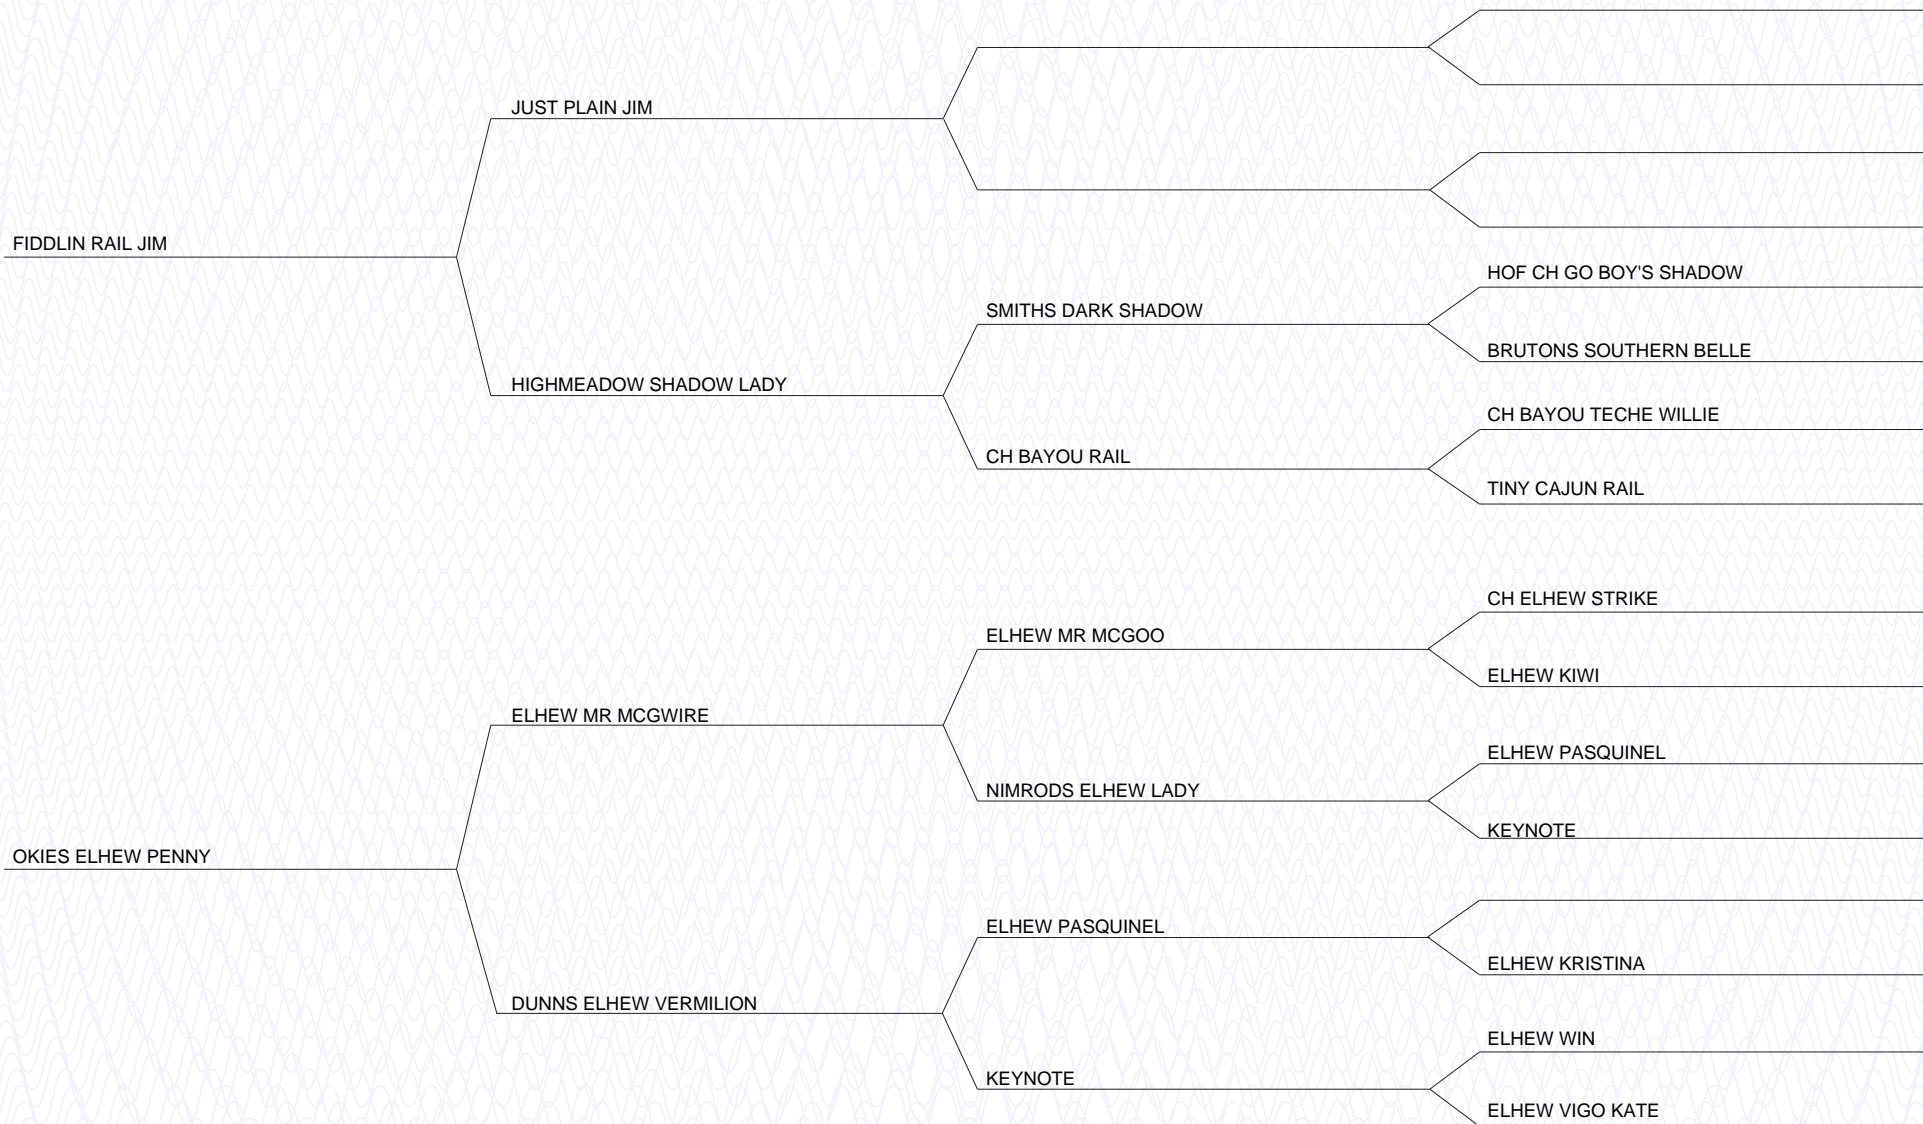 JUST PLAIN JIM
FIDDLIN RAIL JIM
HOF CH GO BOY'S SHADOW
SMITHS DARK SHADOW
BRUTONS SOUTHERN BELLE
HIGHMEADOW SHADOW LADY
CH BAYOU TECHE WILLIE
CH BAYOU RAIL
TINY CAJUN RAIL
CH ELHEW STRIKE
ELHEW MR MCGOO
ELHEW KIWI
ELHEW MR MCGWIRE
ELHEW PASQUINEL
NIMRODS ELHEW LADY
KEYNOTE
OKIES ELHEW PENNY
ELHEW PASQUINEL
ELHEW KRISTINA
DUNNS ELHEW VERMILION
ELHEW WIN
KEYNOTE
ELHEW VIGO KATE